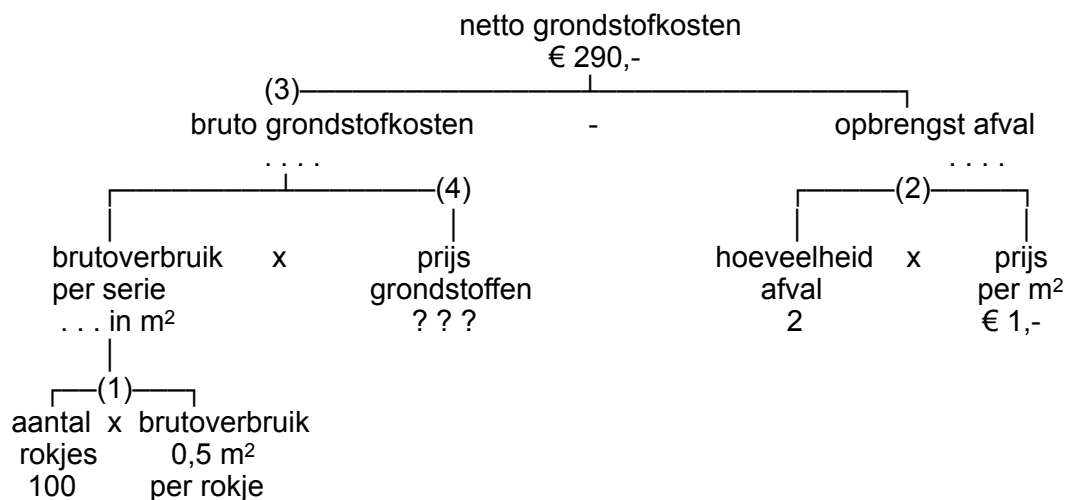 netto grondstofkosten
€ 290,-
(3)
bruto grondstofkosten - opbrengst afval
. . . . . . . .
(4) (2)
brutoverbruik x prijs hoeveelheid x prijs
per serie grondstoffen afval per m²
. . . in m² ? ? ? 2 € 1,-
(1)
aantal x brutoverbruik
rokjes 0,5 m²
100 per rokje